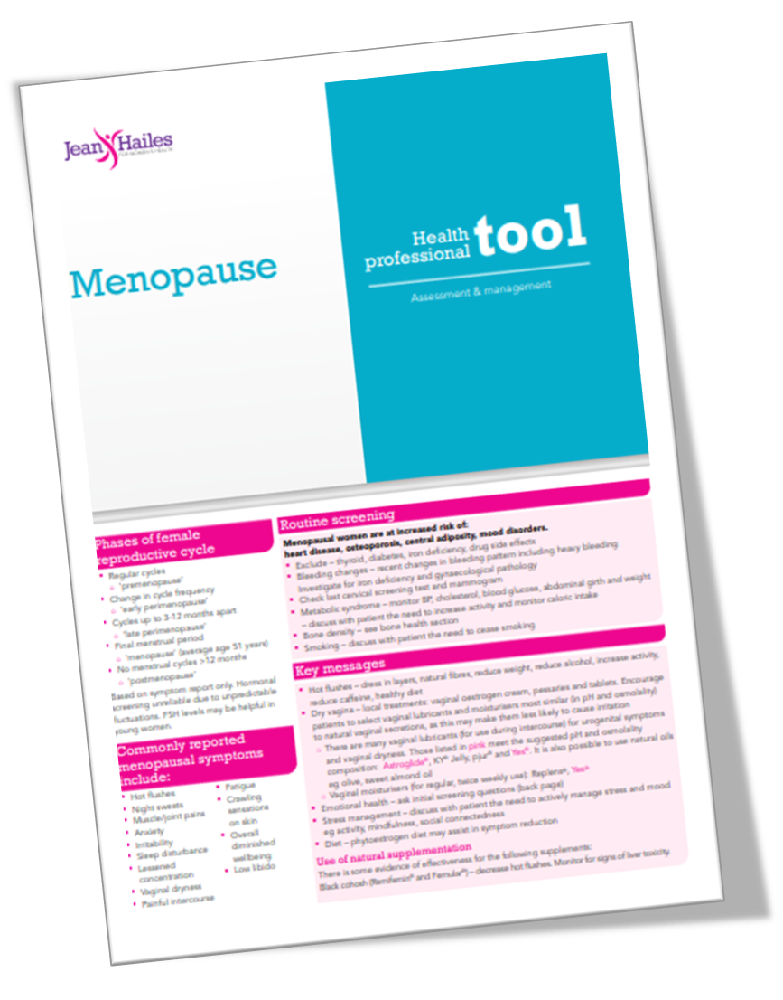 Jean Hailes
Menopause
Health
professional tool
Assessment & management
Phases of female
reproductive cycle
Regular cycles
'premenopause'
Change in cycle frequency
'early perimenopause'
Cycles up to 3-12 months apart
'late perimenopause'
Final menstrual period
'menopause' (average age 51 years)
No menstrual cycles >12 months
'postmenopause'
Based on symptom report only. Hormonal
screening unreliable due to unpredictable
fluctuations. FSH levels may be helpful in
young women.
Commonly reported
menopausal symptoms
include:
Hot flushes
Night sweats
Muscle/joint pains
Anxiety
Irritability
Sleep disturbance
Lessened
concentration
Vaginal dryness
Painful intercourse
Fatigue
Crawling
sensations
on skin
Overall
diminished
wellbeing
Low libido
Routine screening
Menopausal women are at increased risk of:
heart disease, osteoporosis, central adiposity, mood disorders.
Exclude – thyroid, diabetes, iron deficiency, drug side effects
Bleeding changes – recent changes in bleeding pattern including heavy bleeding
Investigate for iron deficiency and gynaecological pathology
Check last cervical screening test and mammogram
Metabolic syndrome – monitor BP, cholesterol, blood glucose, abdominal girth and weight
– discuss with patient the need to increase activity and monitor caloric intake
Bone density – see bone health section
Smoking – discuss with patient the need to cease smoking
Key messages
Hot flushes – dress in layers, natural fibres, reduce weight, reduce alcohol, increase activity,
reduce caffeine, healthy diet
Dry vagina – local treatments: vaginal oestrogen cream, pessaries and tablets. Encourage
patients to select vaginal lubricants and moisturisers most similar (in pH and osmolality)
to natural vaginal secretions, as this may make them less likely to cause irritation
There are many vaginal lubricants (for use during intercourse) for urogenital symptoms
and vaginal dryness. Those listed in pink meet the suggested pH and osmolality
composition: Astroglide®, KY® Jelly, pjur® and Yes®. It is also possible to use natural oils
eg olive, sweet almond oil
Vaginal moisturisers (for regular, twice weekly use): Replens®, Yes®
Emotional health – ask initial screening questions (back page)
Stress management – discuss with patient the need to actively manage stress and mood
eg activity, mindfulness, social connectedness
Diet – phytoestrogen diet may assist in symptom reduction
Use of natural supplementation
There is some evidence of effectiveness for the following supplements:
Black cohosh (Remifemin® and Femular®) – decrease hot flushes. Monitor for signs of liver toxicity.